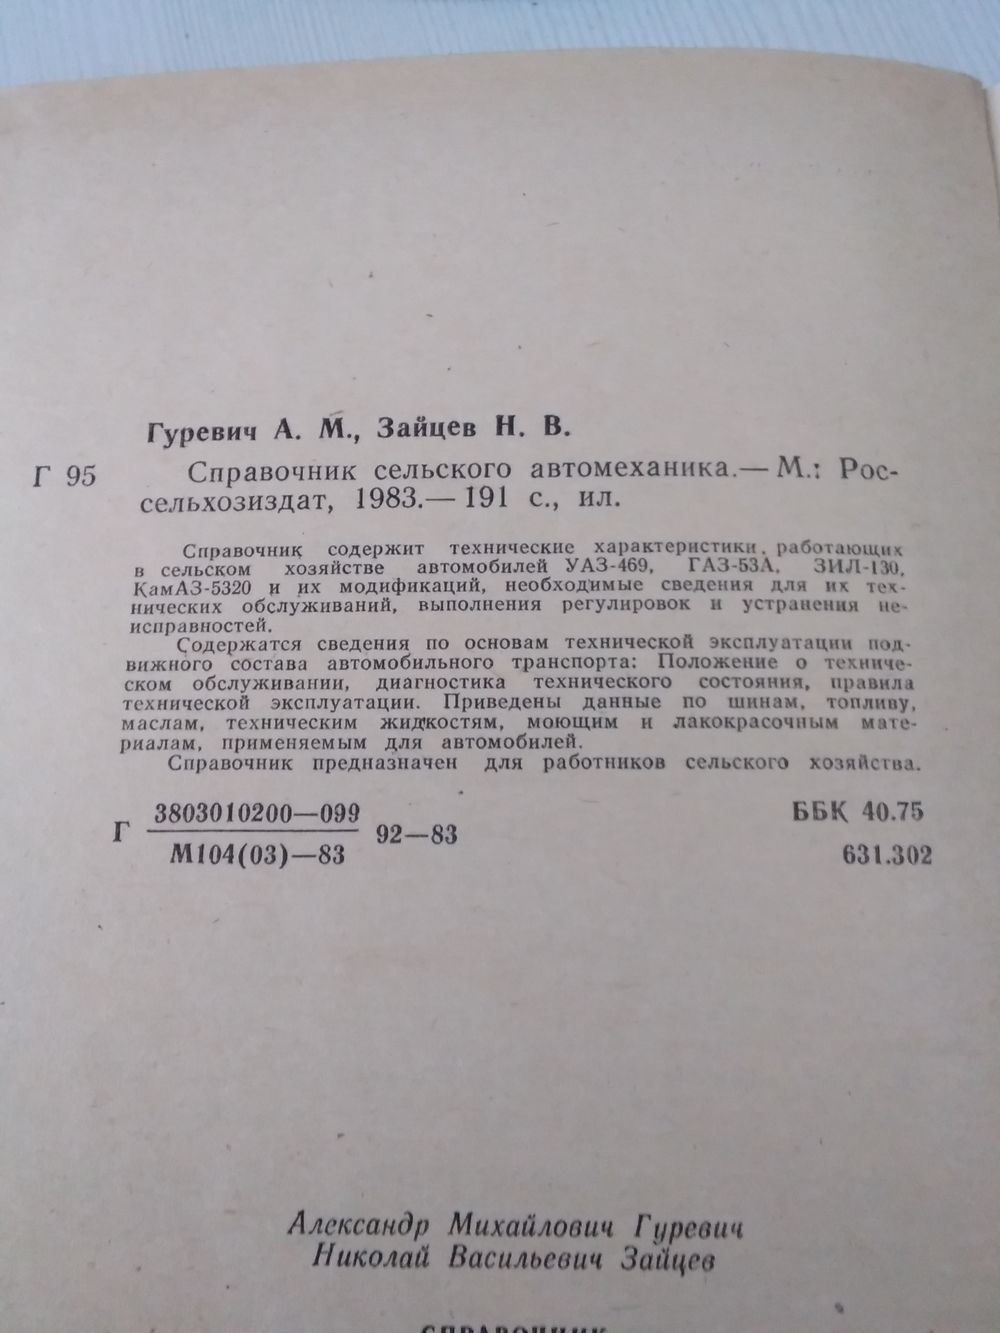 Гуревич А. М., Зайцев Н. В.
Г 95 Справочник сельского автомеханика.— М.: Рос-
сельхозиздат, 1983.— 191 с., ил.
Справочник содержит технические характеристики работающих
в сельском хозяйстве автомобилей УАЗ-469, ГАЗ-53А, ЗИЛ-130,
КамАЗ-5320 и их модификаций, необходимые сведения для их тех-
нических обслуживаний, выполнения регулировок и устранения не-
исправностей.
Содержатся сведения по основам технической эксплуатации под-
вижного состава автомобильного транспорта: Положение о техниче-
ском обслуживании, диагностика технического состояния, правила
технической эксплуатации. Приведены данные по шинам, топливу,
маслам, техническим жидкостям, моющим и лакокрасочным мате-
риалам, применяемым для автомобилей.
Справочник предназначен для работников сельского хозяйства.
Г 3803010200—099 92—83
М104(03)—83
ББК 40.75
631.302
Александр Михайлович Гуревич
Николай Васильевич Зайцев
СПРАВОЧНИК